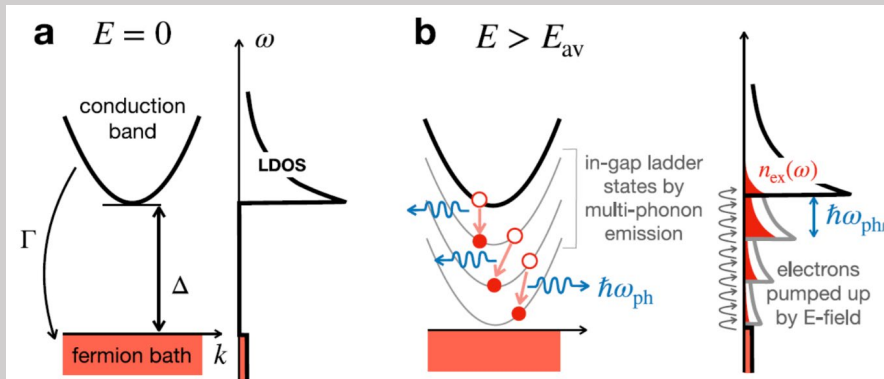 a E = 0
ω
conduction
band
LDOS
Γ
Δ
fermion bath
k
b E > E_av
in-gap ladder
states by
multi-phonon
emission
ħω_ph
n_ex(ω)
ħω_ph
electrons
pumped up
by E-field